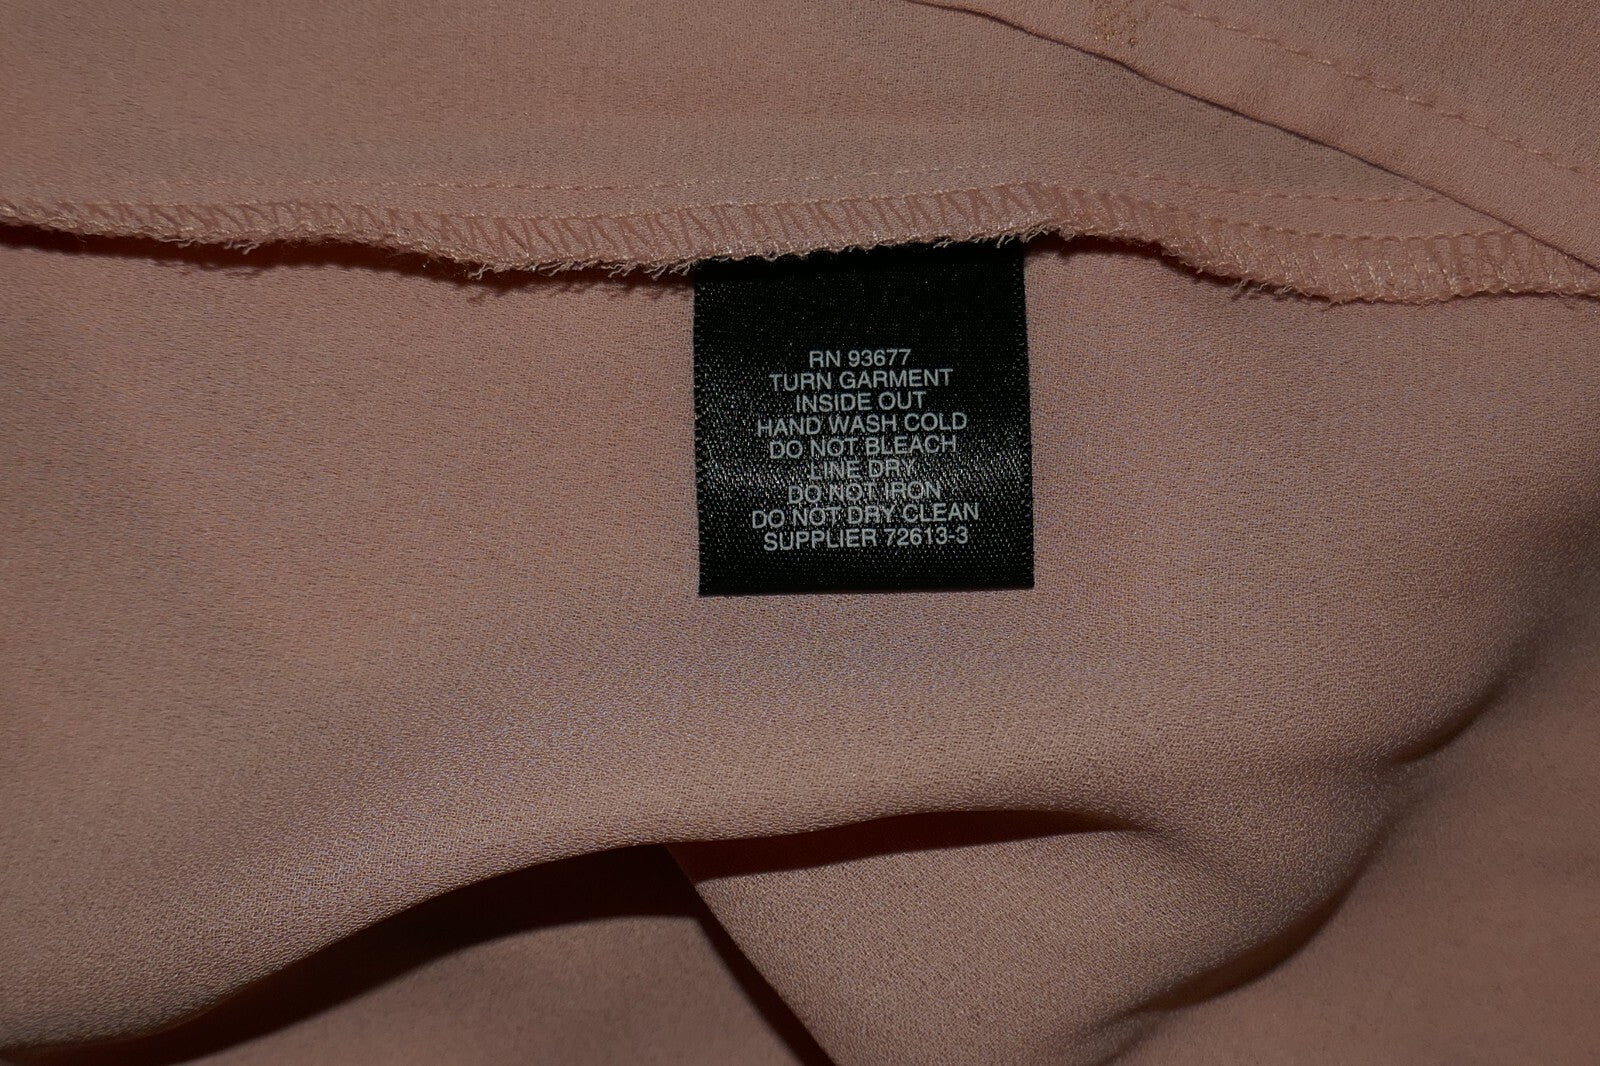 RN 93677
TURN GARMENT
INSIDE OUT
HAND WASH COLD
DO NOT BLEACH
LINE DRY
DO NOT IRON
DO NOT DRY CLEAN
SUPPLIER 72613-3